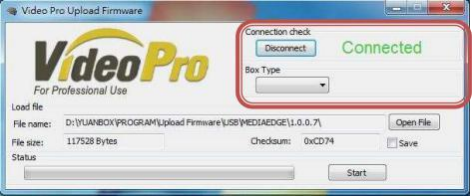 Video Pro Upload Firmware
Connection check
Disconnect
Connected
VideoPro
For Professional Use
Box Type
Load file
File name: D:\YUANBOX\PROGRAM\Upload Firmware\USB\MEDIAEDGE\1.0.0.7\ Open File
File size: 117528 Bytes Checksum: 0xCD74 Save
Status
Start